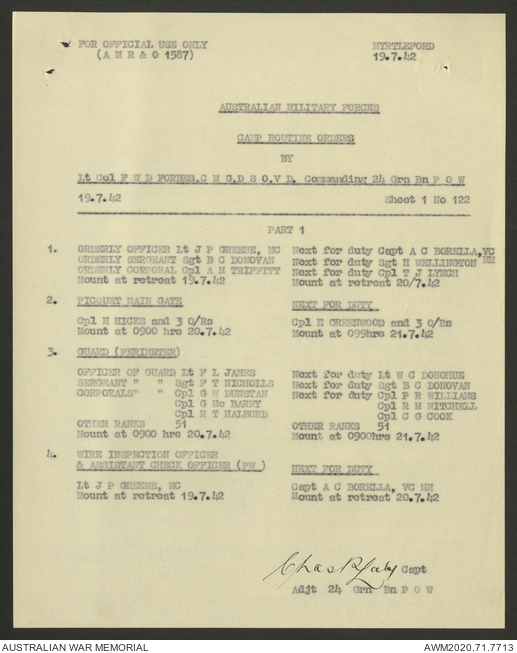 FOR OFFICIAL USE ONLY MYRTLEFORD
(A M R & O 1587) 19.7.42
AUSTRALIAN MILITARY FORCES
CAMP ROUTINE ORDERS
BY
Lt Col F W D FORBES.C M G.D S O.V D. Commanding 24 Grn Bn P O W
19.7.42 Sheet 1 No 122
PART 1
1. ORDERLY OFFICER Lt J P GREENE, MC Next for duty Capt A C BORELLA,VC MM
ORDERLY SERGEANT Sgt B C DONOVAN Next for duty Sgt H WELLINGTON
ORDERLY CORPORAL Cpl A H TRIFFITT Next for duty Cpl T J LYNCH
Mount at retreat 19.7.42 Mount at retreat 20/7.42
2. PICQUET MAIN GATE NEXT FOR DUTY
Cpl H HICKS and 3 O/Rs Cpl E GREENWOOD and 3 O/Rs
Mount at 0900 hrs 20.7.42 Mount at 099hrs 21.7.42
3. GUARD (PERIMETER)
OFFICER OF GUARD Lt F L JAMES Next for duty Lt W C DONOHUE
SERGEANT " " Sgt F T NICHOLLS Next for duty Sgt B C DONOVAN
CORPORALS" " Cpl G W DUNSTAN Next for duty Cpl P R WILLIAMS
Cpl G Mc BARRY Cpl R M MITCHELL
Cpl R T HALBURD Cpl C G COOK
OTHER RANKS 51 OTHER RANKS 51
Mount at 0900 hrs 20.7.42 Mount at 0900hrs 21.7.42
4. WIRE INSPECTION OFFICER
& ASSISTANT CHECK OFFICER (PW ) NEXT FOR DUTY
Lt J P GREENE, MC Capt A C BORELLA, VC MM
Mount at retreat 19.7.42 Mount at retreat 20.7.42
Capt
Adjt 24 Grn Bn P O W
AUSTRALIAN WAR MEMORIAL AWM2020.71.7713